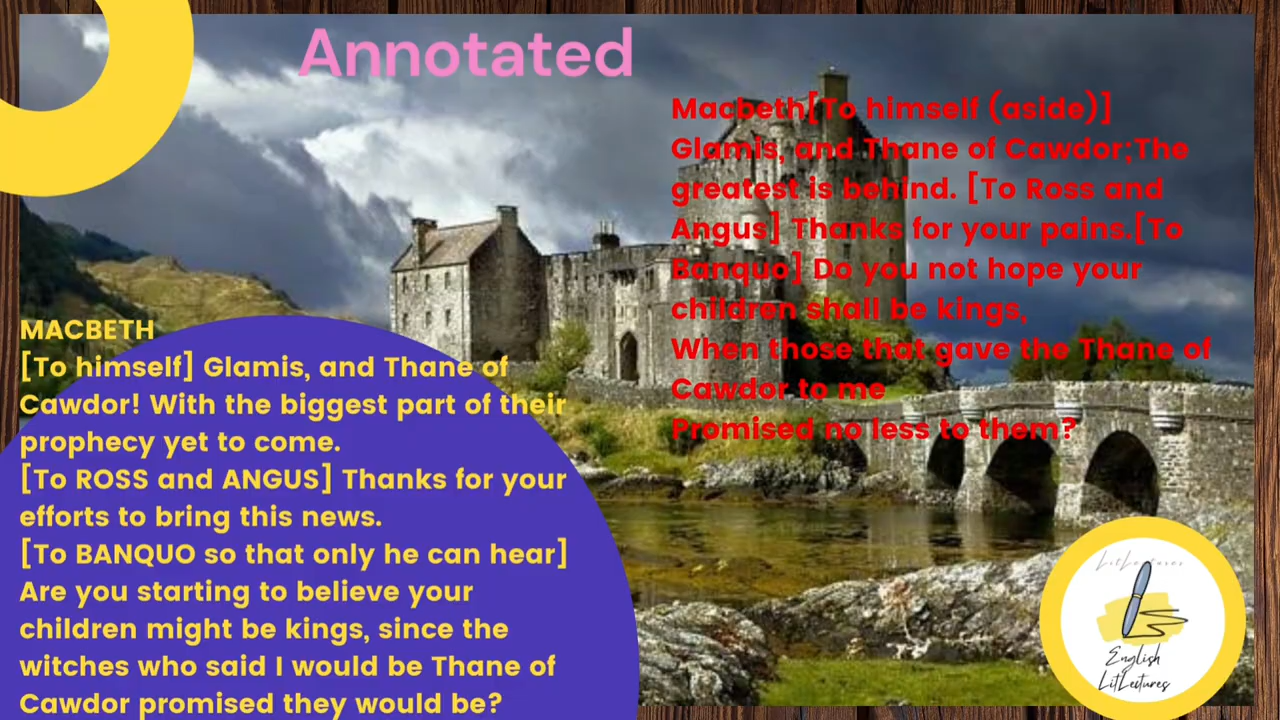 Annotated
Macbeth[To himself (aside)]
Glamis, and Thane of Cawdor;The
greatest is behind. [To Ross and
Angus] Thanks for your pains.[To
Banquo] Do you not hope your
children shall be kings,
When those that gave the Thane of
Cawdor to me
Promised no less to them?
MACBETH
[To himself] Glamis, and Thane of
Cawdor! With the biggest part of their
prophecy yet to come.
[To ROSS and ANGUS] Thanks for your
efforts to bring this news.
[To BANQUO so that only he can hear]
Are you starting to believe your
children might be kings, since the
witches who said I would be Thane of
Cawdor promised they would be?
LitLectures
English
LitLectures